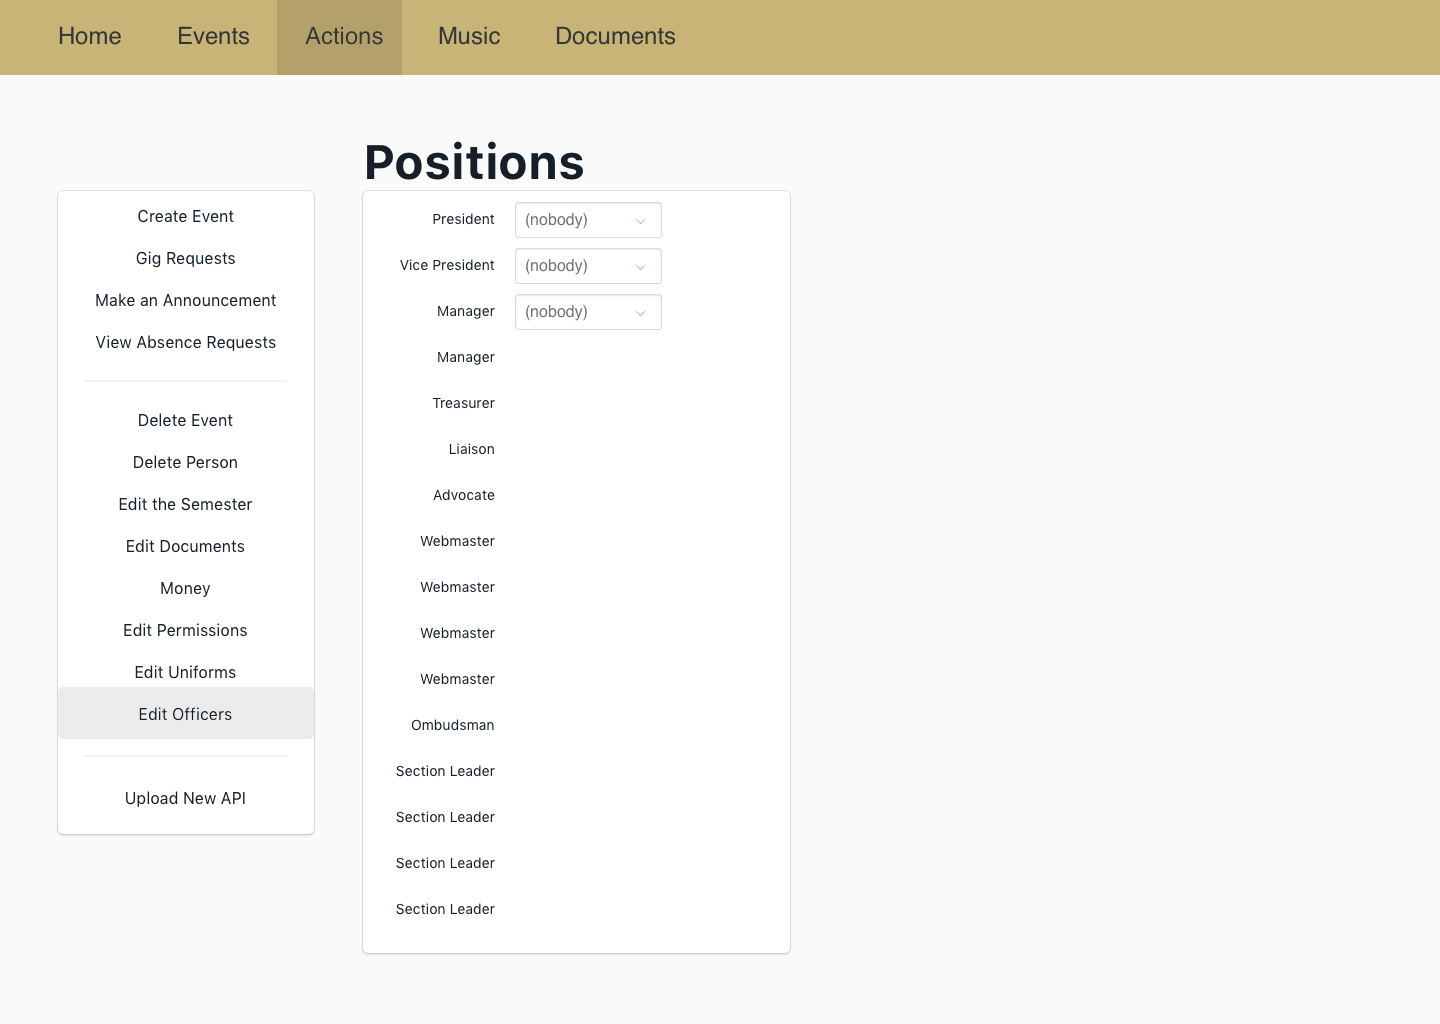 Home Events Actions Music Documents
Positions
Create Event
Gig Requests
Make an Announcement
View Absence Requests
Delete Event
Delete Person
Edit the Semester
Edit Documents
Money
Edit Permissions
Edit Uniforms
Edit Officers
Upload New API
President (nobody)
Vice President (nobody)
Manager (nobody)
Manager
Treasurer
Liaison
Advocate
Webmaster
Webmaster
Webmaster
Webmaster
Ombudsman
Section Leader
Section Leader
Section Leader
Section Leader